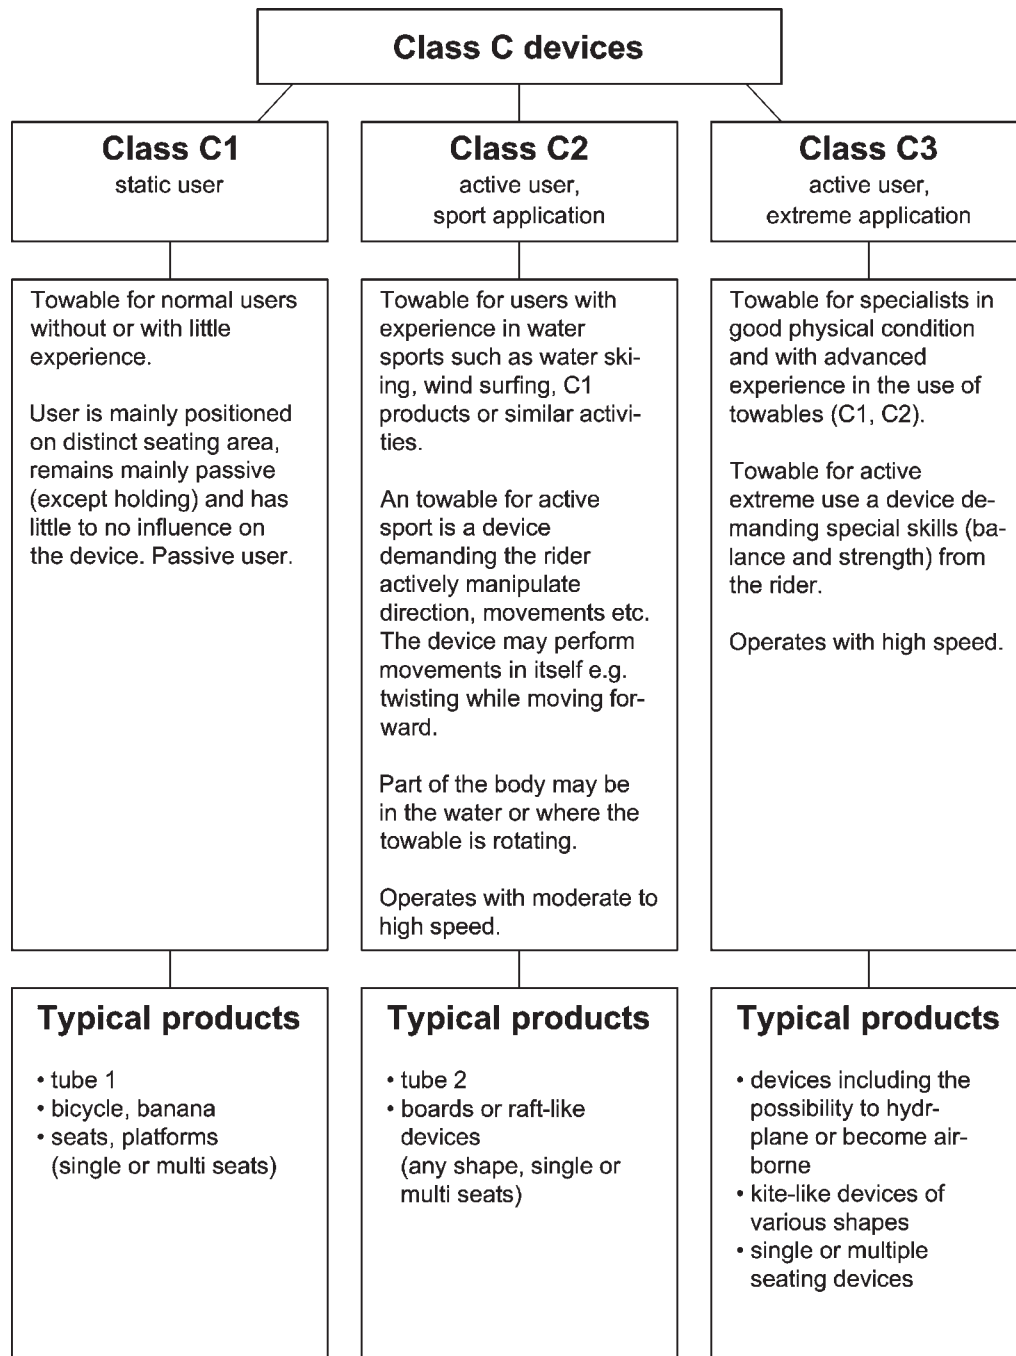 Class C devices
Class C1
static user
Class C2
active user,
sport application
Class C3
active user,
extreme application
Towable for normal users
without or with little
experience.
User is mainly positioned
on distinct seating area,
remains mainly passive
(except holding) and has
little to no influence on
the device. Passive user.
Towable for users with
experience in water
sports such as water ski-
ing, wind surfing, C1
products or similar activi-
ties.
An towable for active
sport is a device
demanding the rider
actively manipulate
direction, movements etc.
The device may perform
movements in itself e.g.
twisting while moving for-
ward.
Part of the body may be
in the water or where the
towable is rotating.
Operates with moderate to
high speed.
Towable for specialists in
good physical condition
and with advanced
experience in the use of
towables (C1, C2).
Towable for active
extreme use a device de-
manding special skills (ba-
lance and strength) from
the rider.
Operates with high speed.
Typical products
• tube 1
• bicycle, banana
• seats, platforms
(single or multi seats)
Typical products
• tube 2
• boards or raft-like
devices
(any shape, single or
multi seats)
Typical products
• devices including the
possibility to hydr-
plane or become air-
borne
• kite-like devices of
various shapes
• single or multiple
seating devices